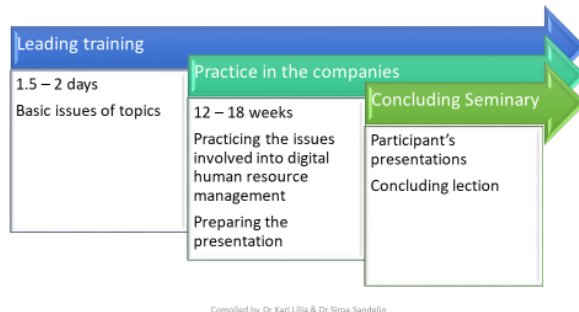 Leading training
1.5 – 2 days
Basic issues of topics
Practice in the companies
12 – 18 weeks
Practicing the issues
involved into digital
human resource
management
Preparing the
presentation
Concluding Seminary
Participant's
presentations
Concluding lection
Compiled by Dr Kari Lilja & Dr Sirpa Sandelin